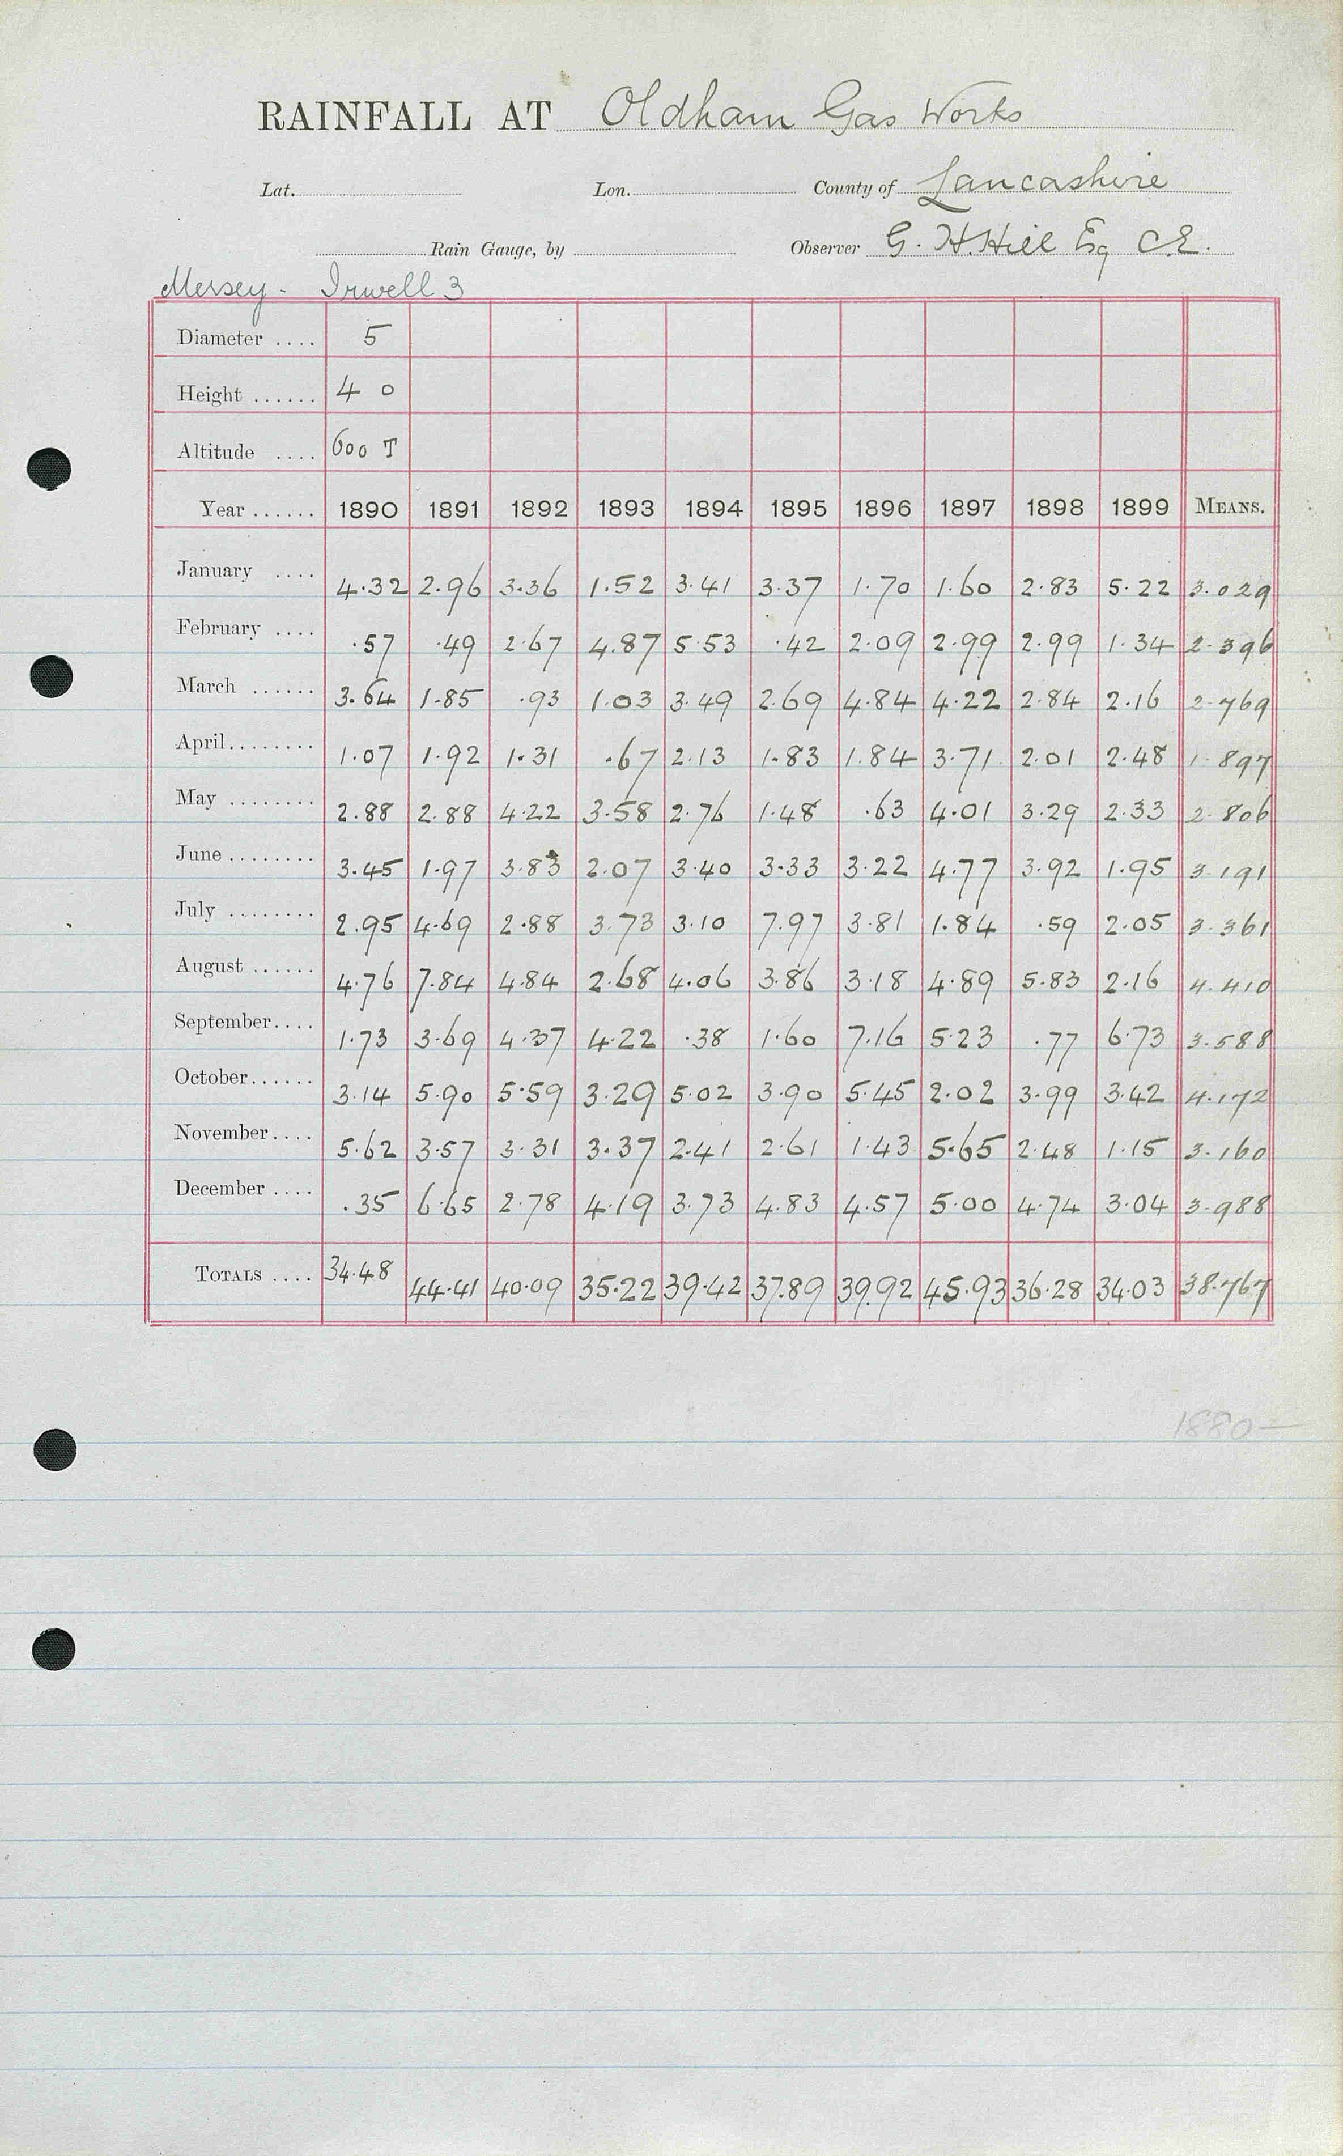 RAINFALL AT Oldham Gas Works
Lat. Lon. County of Lancashire
Rain Gauge, by Observer G. H. Hill Esq C.E.
Mersey - Irwell 3
Diameter .... 5
Height ...... 4 0
Altitude .... 600 T
Year ...... 1890 1891 1892 1893 1894 1895 1896 1897 1898 1899 MEANS.
January .... 4.32 2.96 3.36 1.52 3.41 3.37 1.70 1.60 2.83 5.22 3.029
February .... .57 .49 2.67 4.87 5.53 .42 2.09 2.99 2.99 1.34 2.396
March ...... 3.64 1.85 .93 1.03 3.49 2.69 4.84 4.22 2.84 2.16 2.769
April........ 1.07 1.92 1.31 .67 2.13 1.83 1.84 3.71 2.01 2.48 1.897
May ........ 2.88 2.88 4.22 3.58 2.76 1.48 .63 4.01 3.29 2.33 2.806
June ........ 3.45 1.97 3.83 2.07 3.40 3.33 3.22 4.77 3.92 1.95 3.191
July ........ 2.95 4.69 2.88 3.73 3.10 7.97 3.81 1.84 .59 2.05 3.361
August ...... 4.76 7.84 4.84 2.68 4.06 3.86 3.18 4.89 5.83 2.16 4.410
September.... 1.73 3.69 4.37 4.22 .38 1.60 7.16 5.23 .77 6.73 3.588
October...... 3.14 5.90 5.59 3.29 5.02 3.90 5.45 2.02 3.99 3.42 4.172
November.... 5.62 3.57 3.31 3.37 2.41 2.61 1.43 5.65 2.48 1.15 3.160
December .... .35 6.65 2.78 4.19 3.73 4.83 4.57 5.00 4.74 3.04 3.988
TOTALS .... 34.48 44.41 40.09 35.22 39.42 37.89 39.92 45.93 36.28 34.03 38.767
1880—